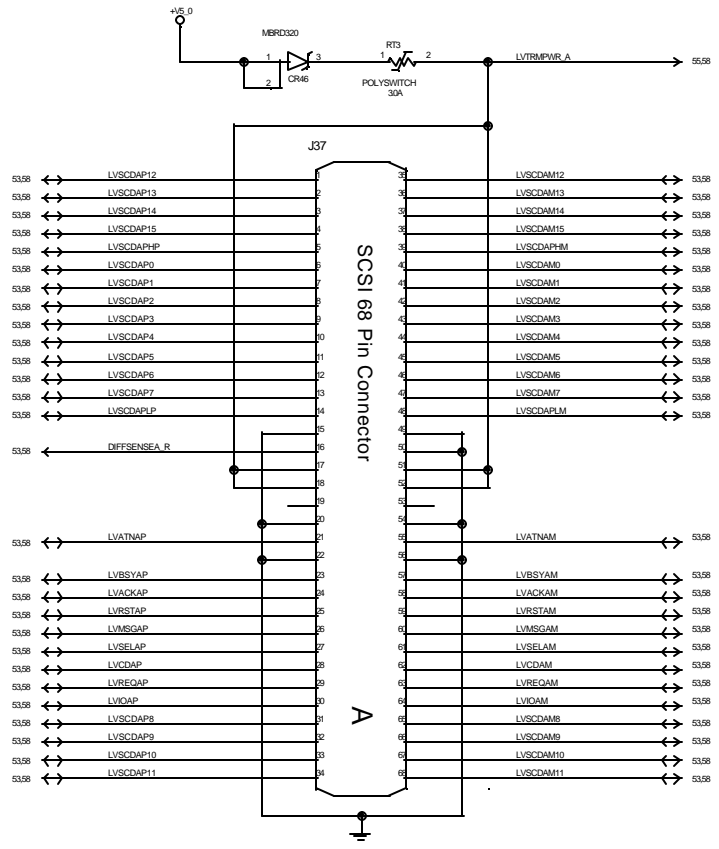 +V5_0
MBRD320
1
3
2
CR46
RT3
1
2
POLYSWITCH
3.0A
LVTRMPWR_A
55,58
J37
SCSI 68 Pin Connector
A
53,58 LVSCDAP12 1 35 LVSCDAM12 53,58
53,58 LVSCDAP13 2 36 LVSCDAM13 53,58
53,58 LVSCDAP14 3 37 LVSCDAM14 53,58
53,58 LVSCDAP15 4 38 LVSCDAM15 53,58
53,58 LVSCDAPHP 5 39 LVSCDAPHM 53,58
53,58 LVSCDAP0 6 40 LVSCDAM0 53,58
53,58 LVSCDAP1 7 41 LVSCDAM1 53,58
53,58 LVSCDAP2 8 42 LVSCDAM2 53,58
53,58 LVSCDAP3 9 43 LVSCDAM3 53,58
53,58 LVSCDAP4 10 44 LVSCDAM4 53,58
53,58 LVSCDAP5 11 45 LVSCDAM5 53,58
53,58 LVSCDAP6 12 46 LVSCDAM6 53,58
53,58 LVSCDAP7 13 47 LVSCDAM7 53,58
53,58 LVSCDAPLP 14 48 LVSCDAPLM 53,58
15 49
53,58 DIFFSENSEA_R 16 50
17 51
18 52
19 53
20 54
53,58 LVATNAP 21 55 LVATNAM 53,58
22 56
53,58 LVBSYAP 23 57 LVBSYAM 53,58
53,58 LVACKAP 24 58 LVACKAM 53,58
53,58 LVRSTAP 25 59 LVRSTAM 53,58
53,58 LVMSGAP 26 60 LVMSGAM 53,58
53,58 LVSELAP 27 61 LVSELAM 53,58
53,58 LVCDAP 28 62 LVCDAM 53,58
53,58 LVREQAP 29 63 LVREQAM 53,58
53,58 LVIOAP 30 64 LVIOAM 53,58
53,58 LVSCDAP8 31 65 LVSCDAM8 53,58
53,58 LVSCDAP9 32 66 LVSCDAM9 53,58
53,58 LVSCDAP10 33 67 LVSCDAM10 53,58
53,58 LVSCDAP11 34 68 LVSCDAM11 53,58